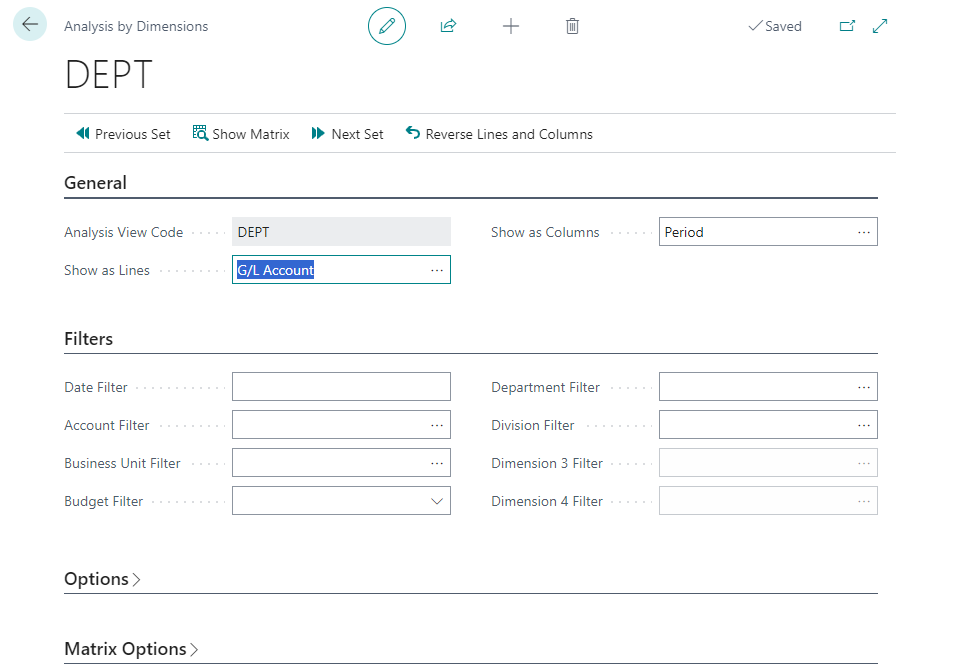 Analysis by Dimensions
Saved
DEPT
Previous Set Show Matrix Next Set Reverse Lines and Columns
General
Analysis View Code DEPT Show as Columns Period
Show as Lines G/L Account
Filters
Date Filter Department Filter
Account Filter Division Filter
Business Unit Filter Dimension 3 Filter
Budget Filter Dimension 4 Filter
Options
Matrix Options